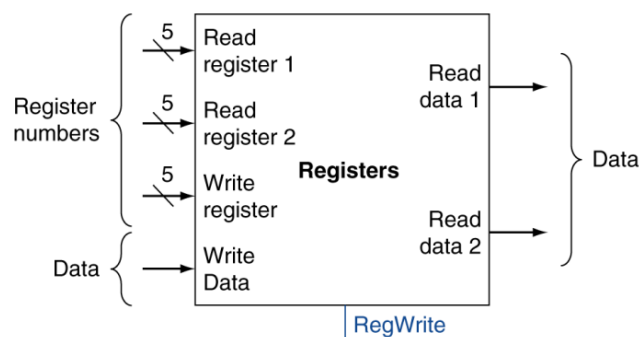 5
Read
register 1
5
Read
register 2
5
Write
register
Write
Data
Register
numbers
Data
Registers
Read
data 1
Read
data 2
Data
RegWrite